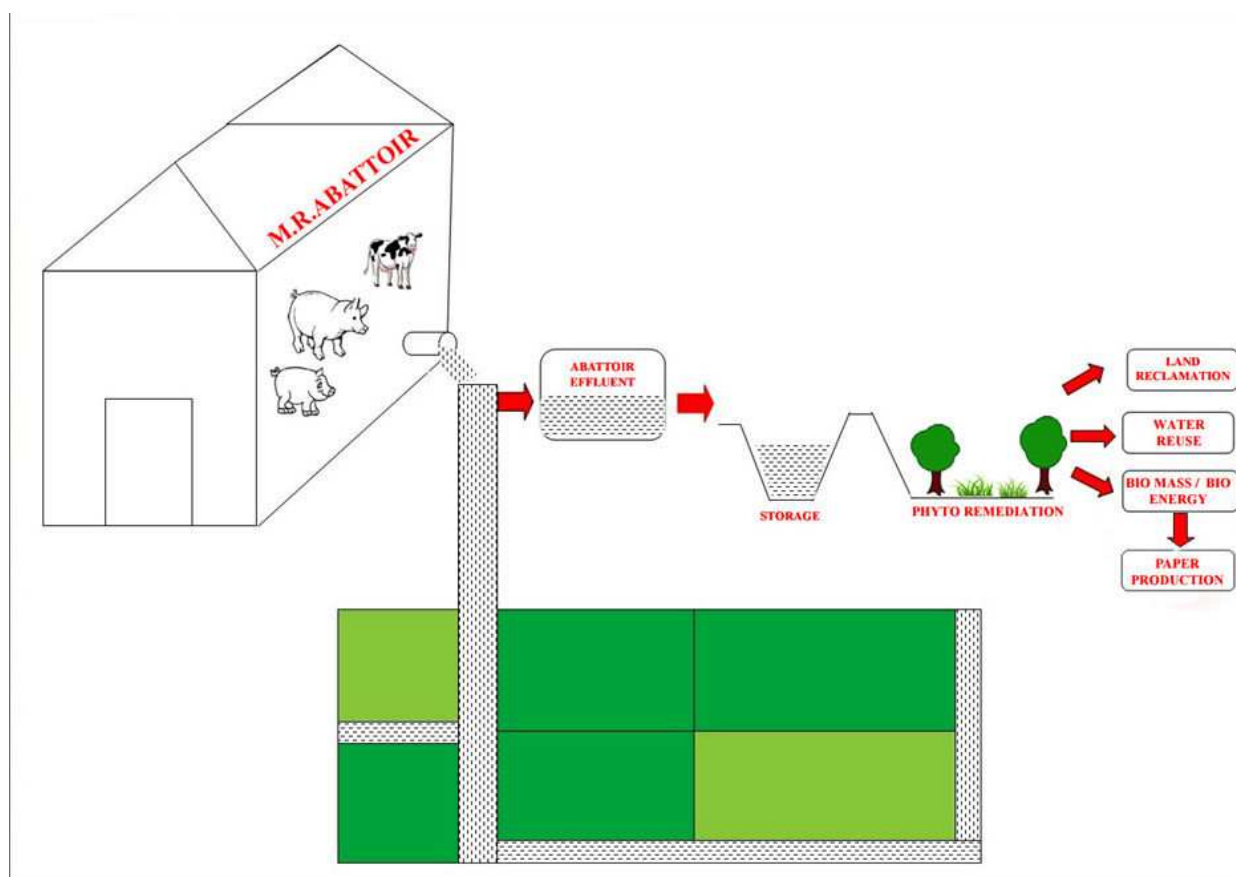 M.R.ABATTOIR
ABATTOIR
EFFLUENT
STORAGE
PHYTO REMEDIATION
LAND
RECLAMATION
WATER
REUSE
BIO MASS / BIO
ENERGY
PAPER
PRODUCTION